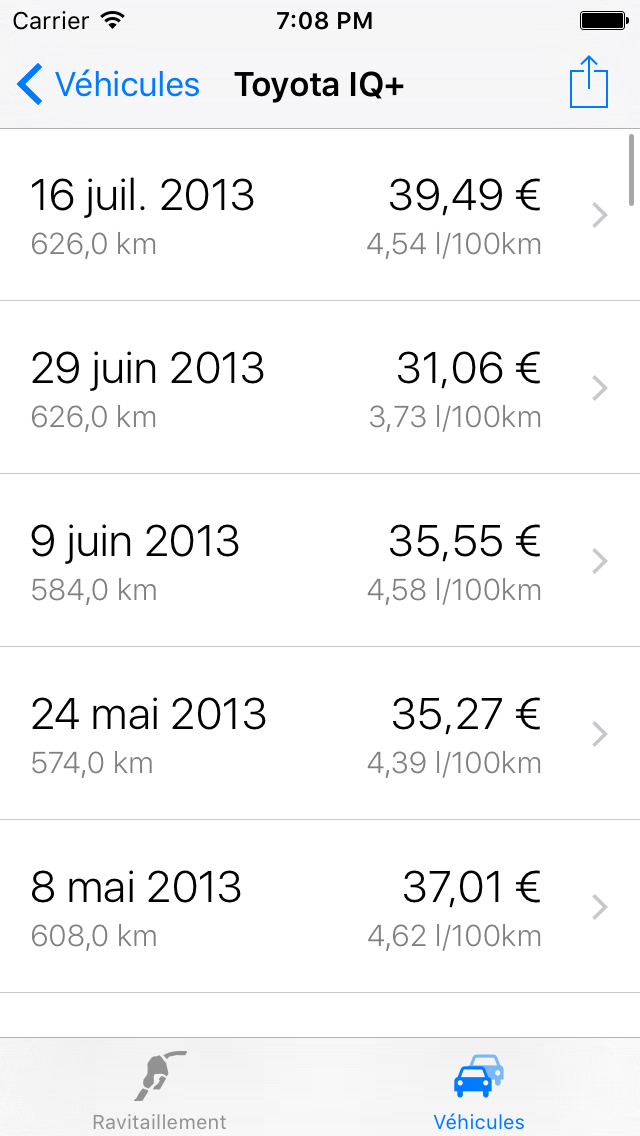 Carrier 7:08 PM
Véhicules Toyota IQ+
16 juil. 2013 39,49 €
626,0 km 4,54 l/100km
29 juin 2013 31,06 €
626,0 km 3,73 l/100km
9 juin 2013 35,55 €
584,0 km 4,58 l/100km
24 mai 2013 35,27 €
574,0 km 4,39 l/100km
8 mai 2013 37,01 €
608,0 km 4,62 l/100km
Ravitaillement Véhicules